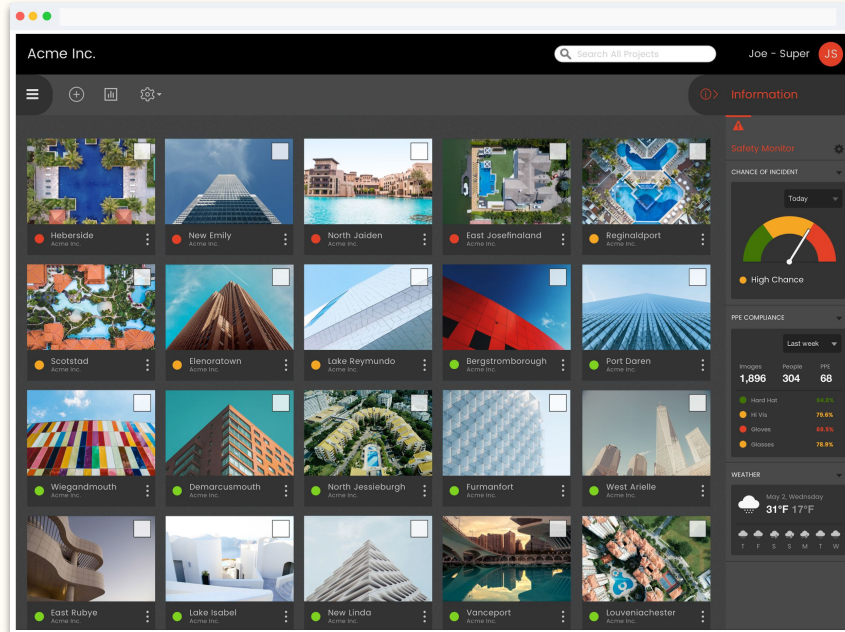 Acme Inc.
Search All Projects
Joe - Super
JS
Information
Safety Monitor
CHANCE OF INCIDENT
Today
High Chance
Heberside
Acme Inc.
New Emily
Acme Inc.
North Jaiden
Acme Inc.
East Josefinaland
Acme Inc.
Reginaldport
Acme Inc.
Scotstad
Acme Inc.
Elenoratown
Acme Inc.
Lake Reymundo
Acme Inc.
Bergstromborough
Acme Inc.
Port Daren
Acme Inc.
PPE COMPLIANCE
Last week
Images People PPE
1,896 304 68
Hard Hat
Hi Vis 79.6%
Gloves
Glasses 78.9%
Wiegandmouth
Acme Inc.
Demarcusmouth
Acme Inc.
North Jessieburgh
Acme Inc.
Furmanfort
Acme Inc.
West Arielle
Acme Inc.
WEATHER
May 2, Wednsday
31°F 17°F
T F S S M T W
East Rubye
Acme Inc.
Lake Isabel
Acme Inc.
New Linda
Acme Inc.
Vanceport
Acme Inc.
Louveniachester
Acme Inc.